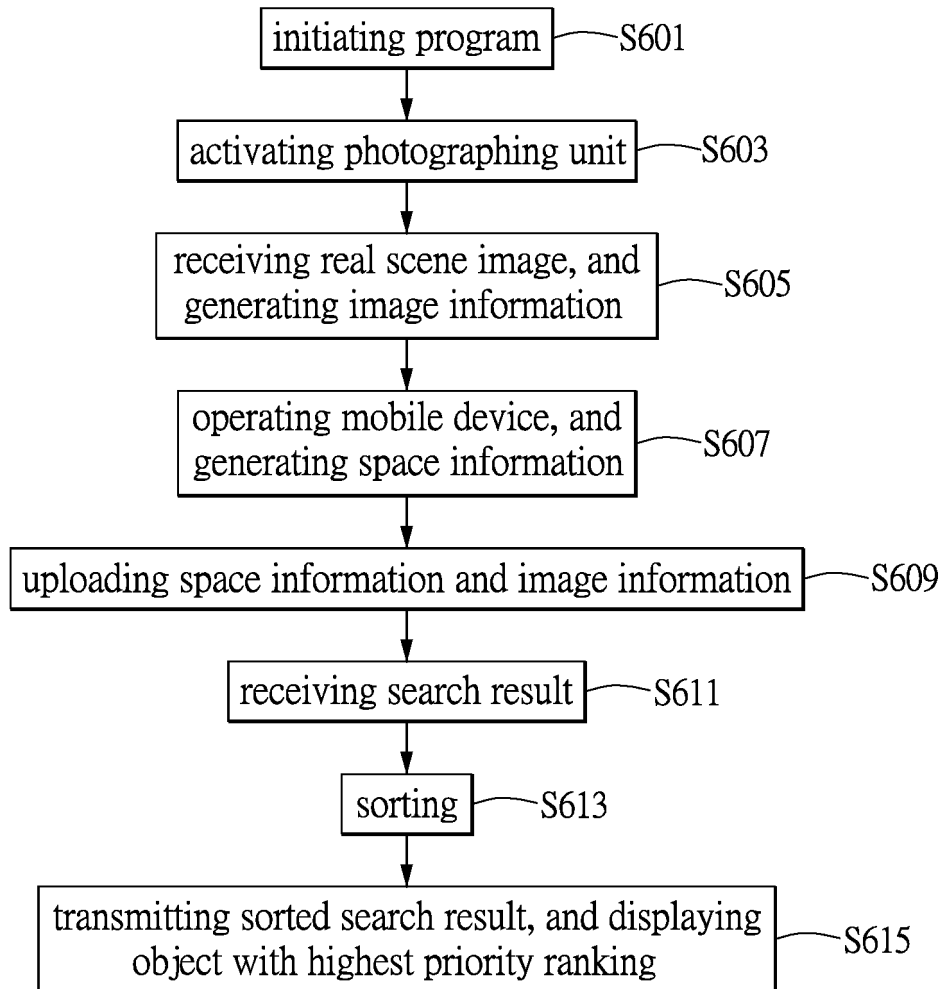 initiating program
S601
activating photographing unit
S603
receiving real scene image, and
generating image information
S605
operating mobile device, and
generating space information
S607
uploading space information and image information
S609
receiving search result
S611
sorting
S613
transmitting sorted search result, and displaying
object with highest priority ranking
S615